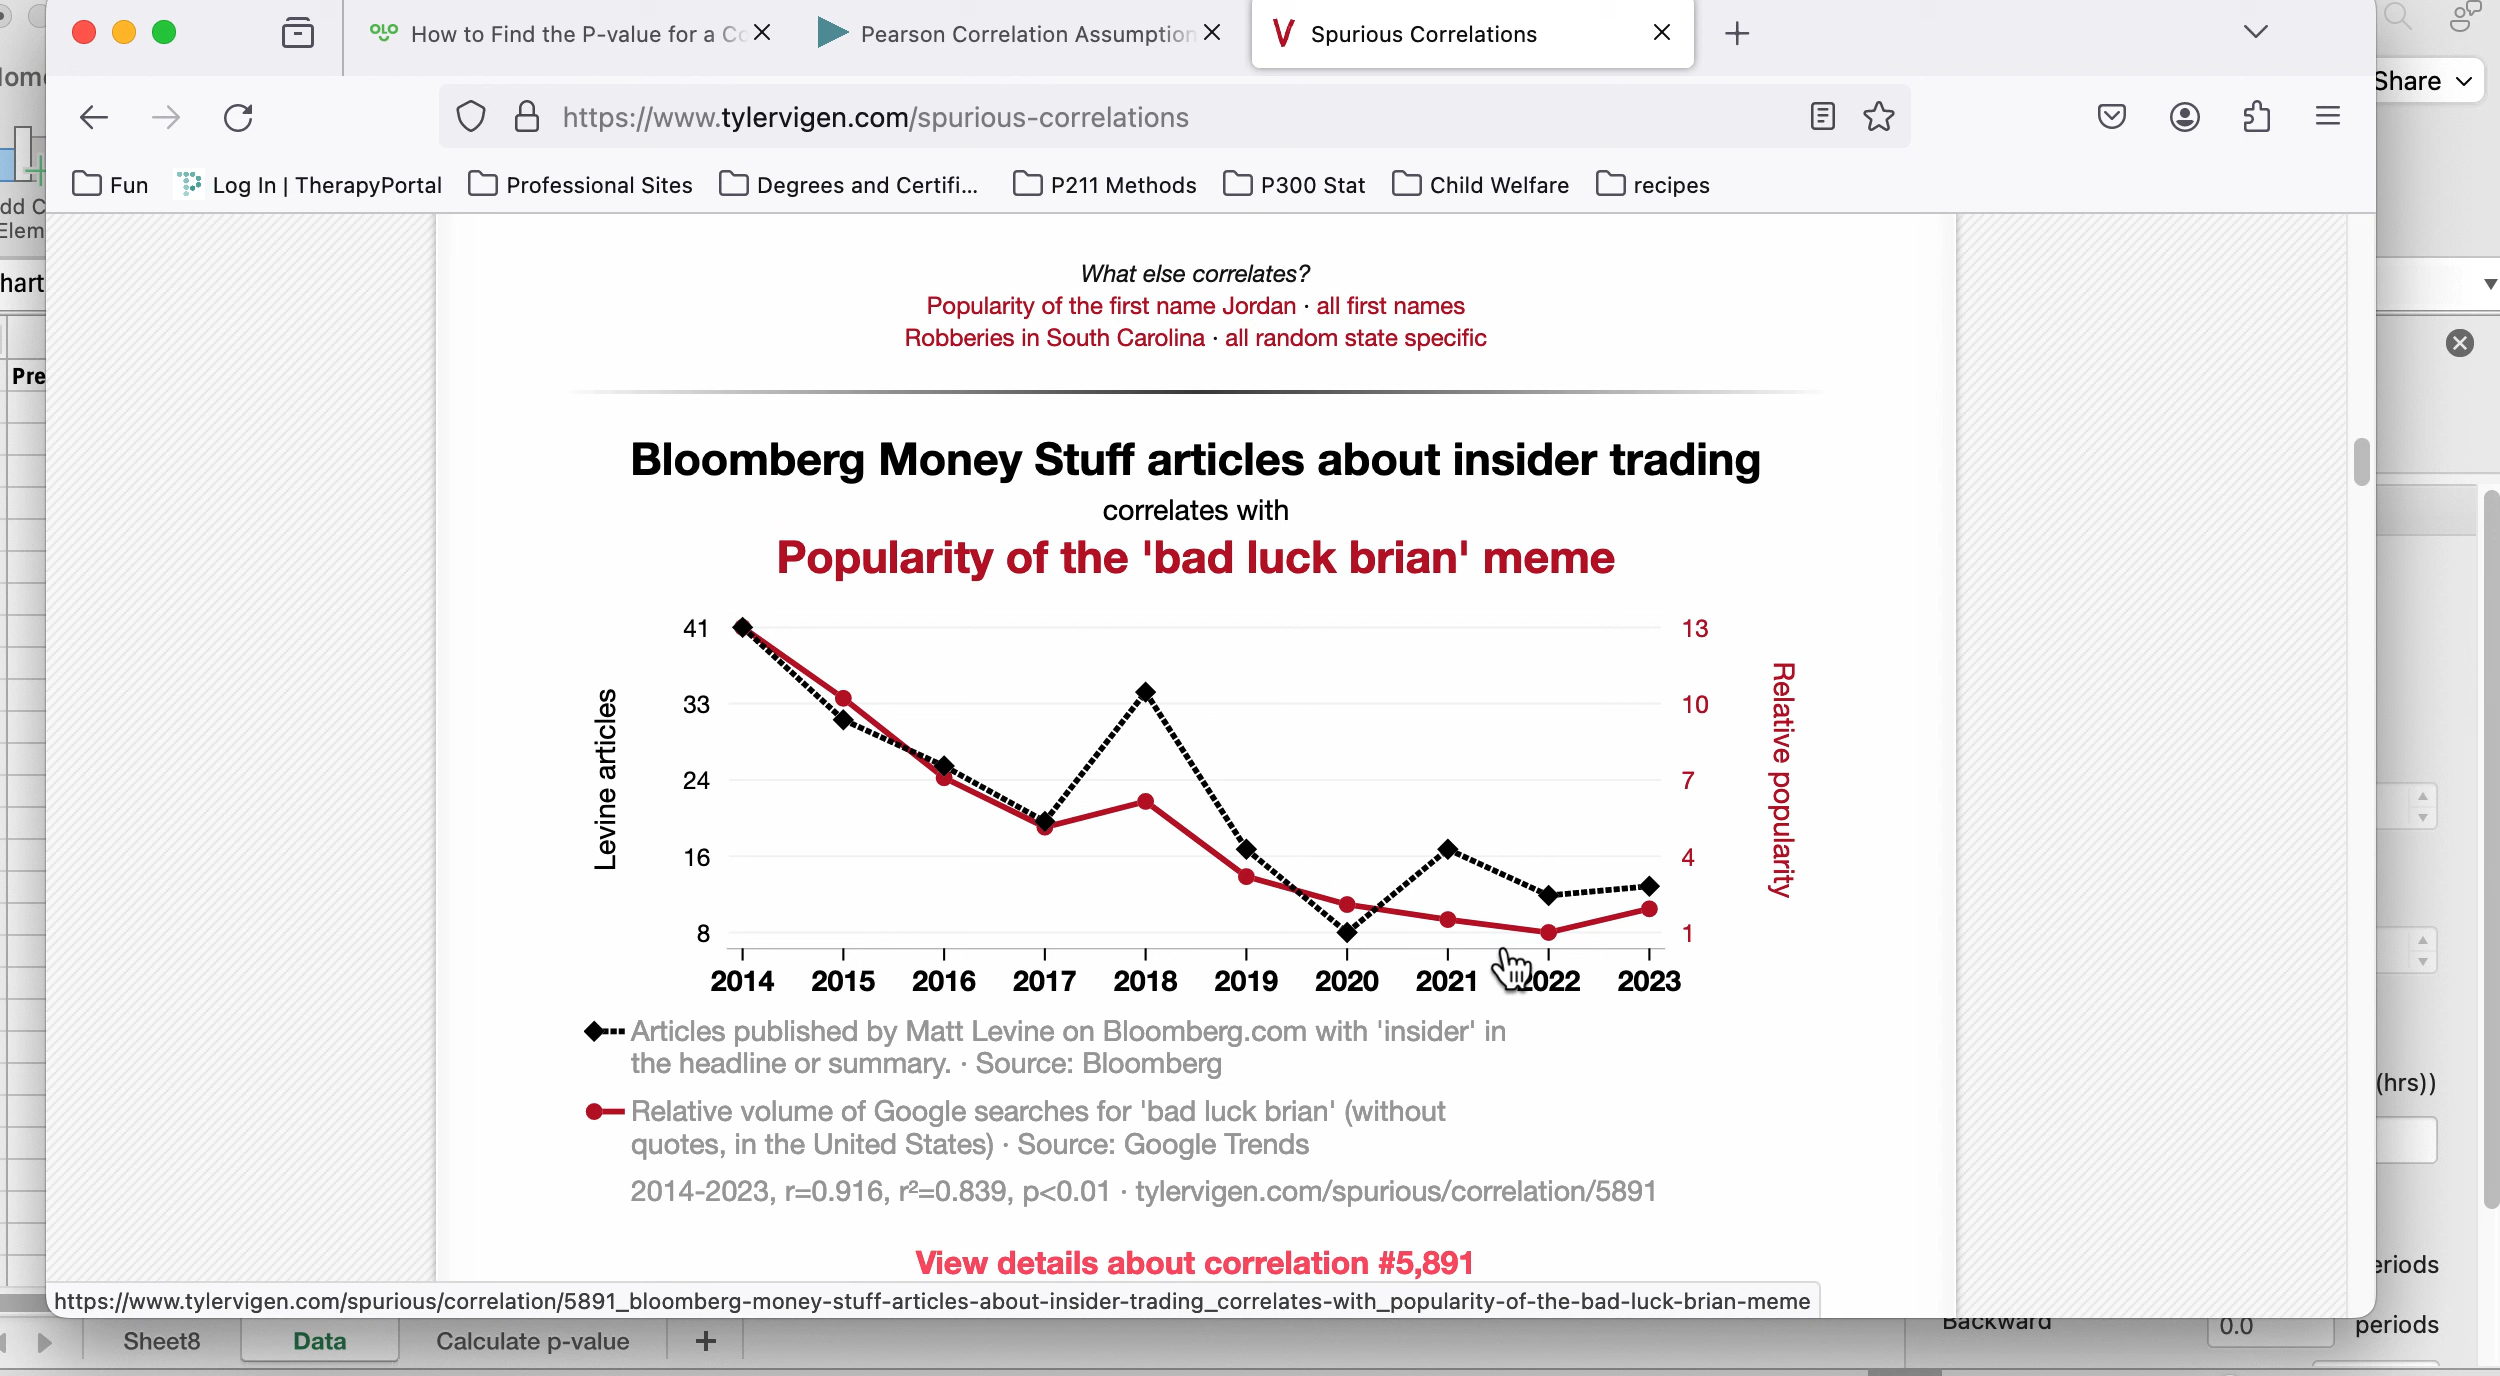 How to Find the P-value for a Co
Pearson Correlation Assumption
Spurious Correlations
Share
https://www.tylervigen.com/spurious-correlations
Fun
Log In | TherapyPortal
Professional Sites
Degrees and Certifi...
P211 Methods
P300 Stat
Child Welfare
recipes
What else correlates?
Popularity of the first name Jordan · all first names
Robberies in South Carolina · all random state specific
Bloomberg Money Stuff articles about insider trading
correlates with
Popularity of the 'bad luck brian' meme
Levine articles
41
33
24
16
8
13
10
7
4
1
Relative popularity
2014 2015 2016 2017 2018 2019 2020 2021 2022 2023
Articles published by Matt Levine on Bloomberg.com with 'insider' in
the headline or summary. · Source: Bloomberg
Relative volume of Google searches for 'bad luck brian' (without
quotes, in the United States) · Source: Google Trends
2014-2023, r=0.916, r²=0.839, p<0.01 · tylervigen.com/spurious/correlation/5891
View details about correlation #5,891
https://www.tylervigen.com/spurious/correlation/5891_bloomberg-money-stuff-articles-about-insider-trading_correlates-with_popularity-of-the-bad-luck-brian-meme
Pre
(hrs))
eriods
Backward
0.0
periods
Sheet8
Data
Calculate p-value